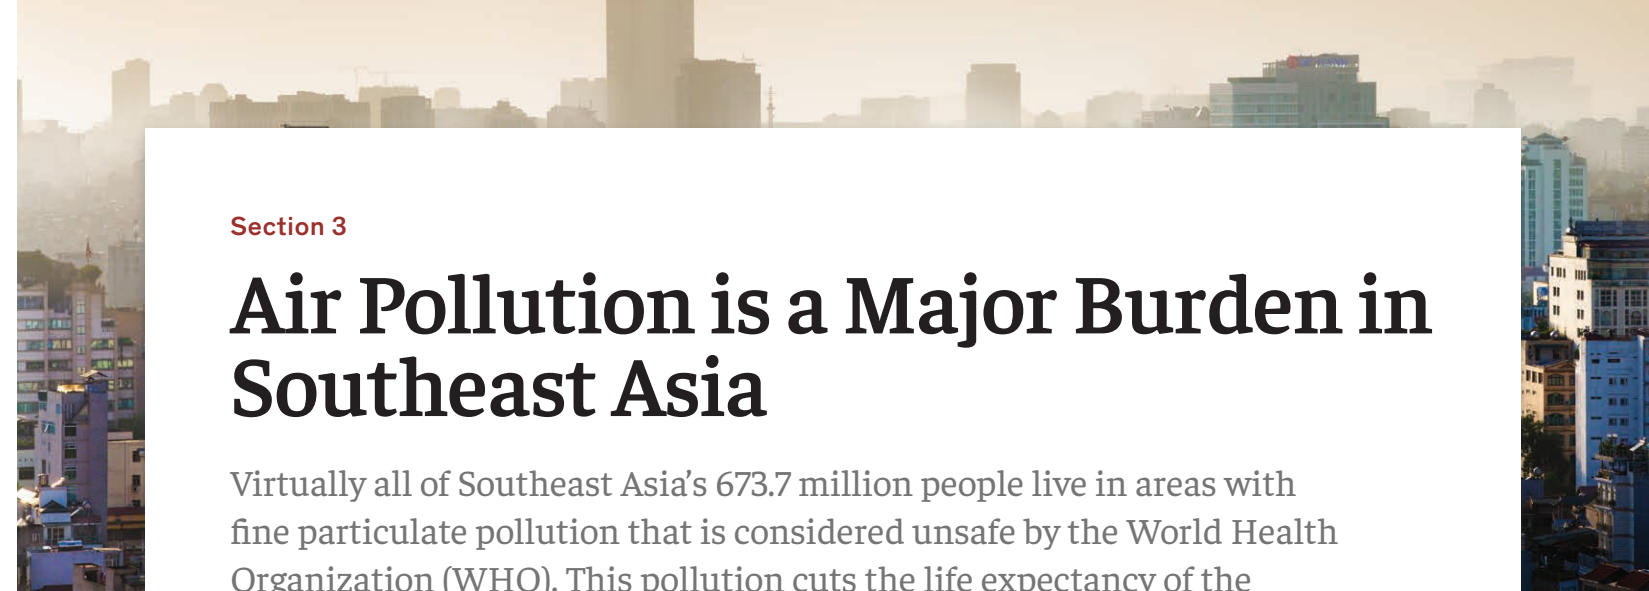 Section 3
Air Pollution is a Major Burden in
Southeast Asia
Virtually all of Southeast Asia’s 673.7 million people live in areas with
fine particulate pollution that is considered unsafe by the World Health
Organization (WHO). This pollution cuts the life expectancy of the